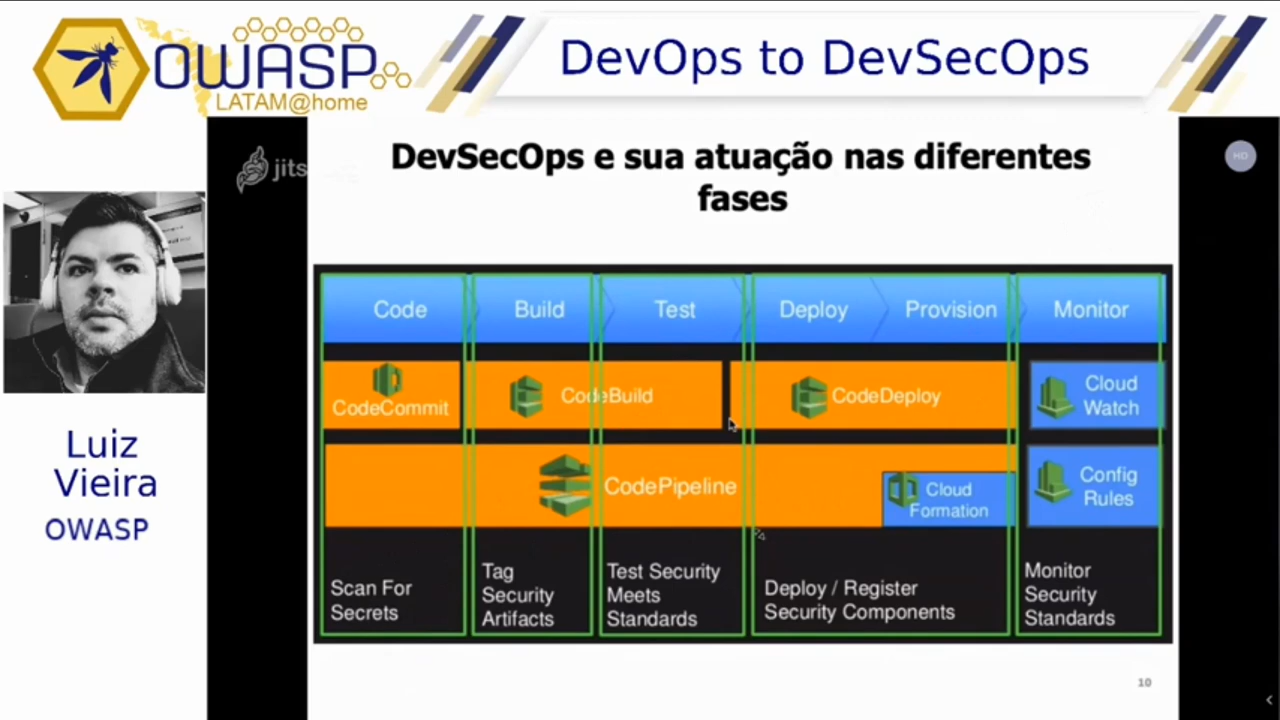 OWASP
LATAM@home
DevOps to DevSecOps
jits
HD
DevSecOps e sua atuação nas diferentes
fases
Code
Build
Test
Deploy
Provision
Monitor
CodeCommit
CodeBuild
CodeDeploy
Cloud
Watch
CodePipeline
Cloud
Formation
Config
Rules
Scan For
Secrets
Tag
Security
Artifacts
Test Security
Meets
Standards
Deploy / Register
Security Components
Monitor
Security
Standards
10
Luiz
Vieira
OWASP